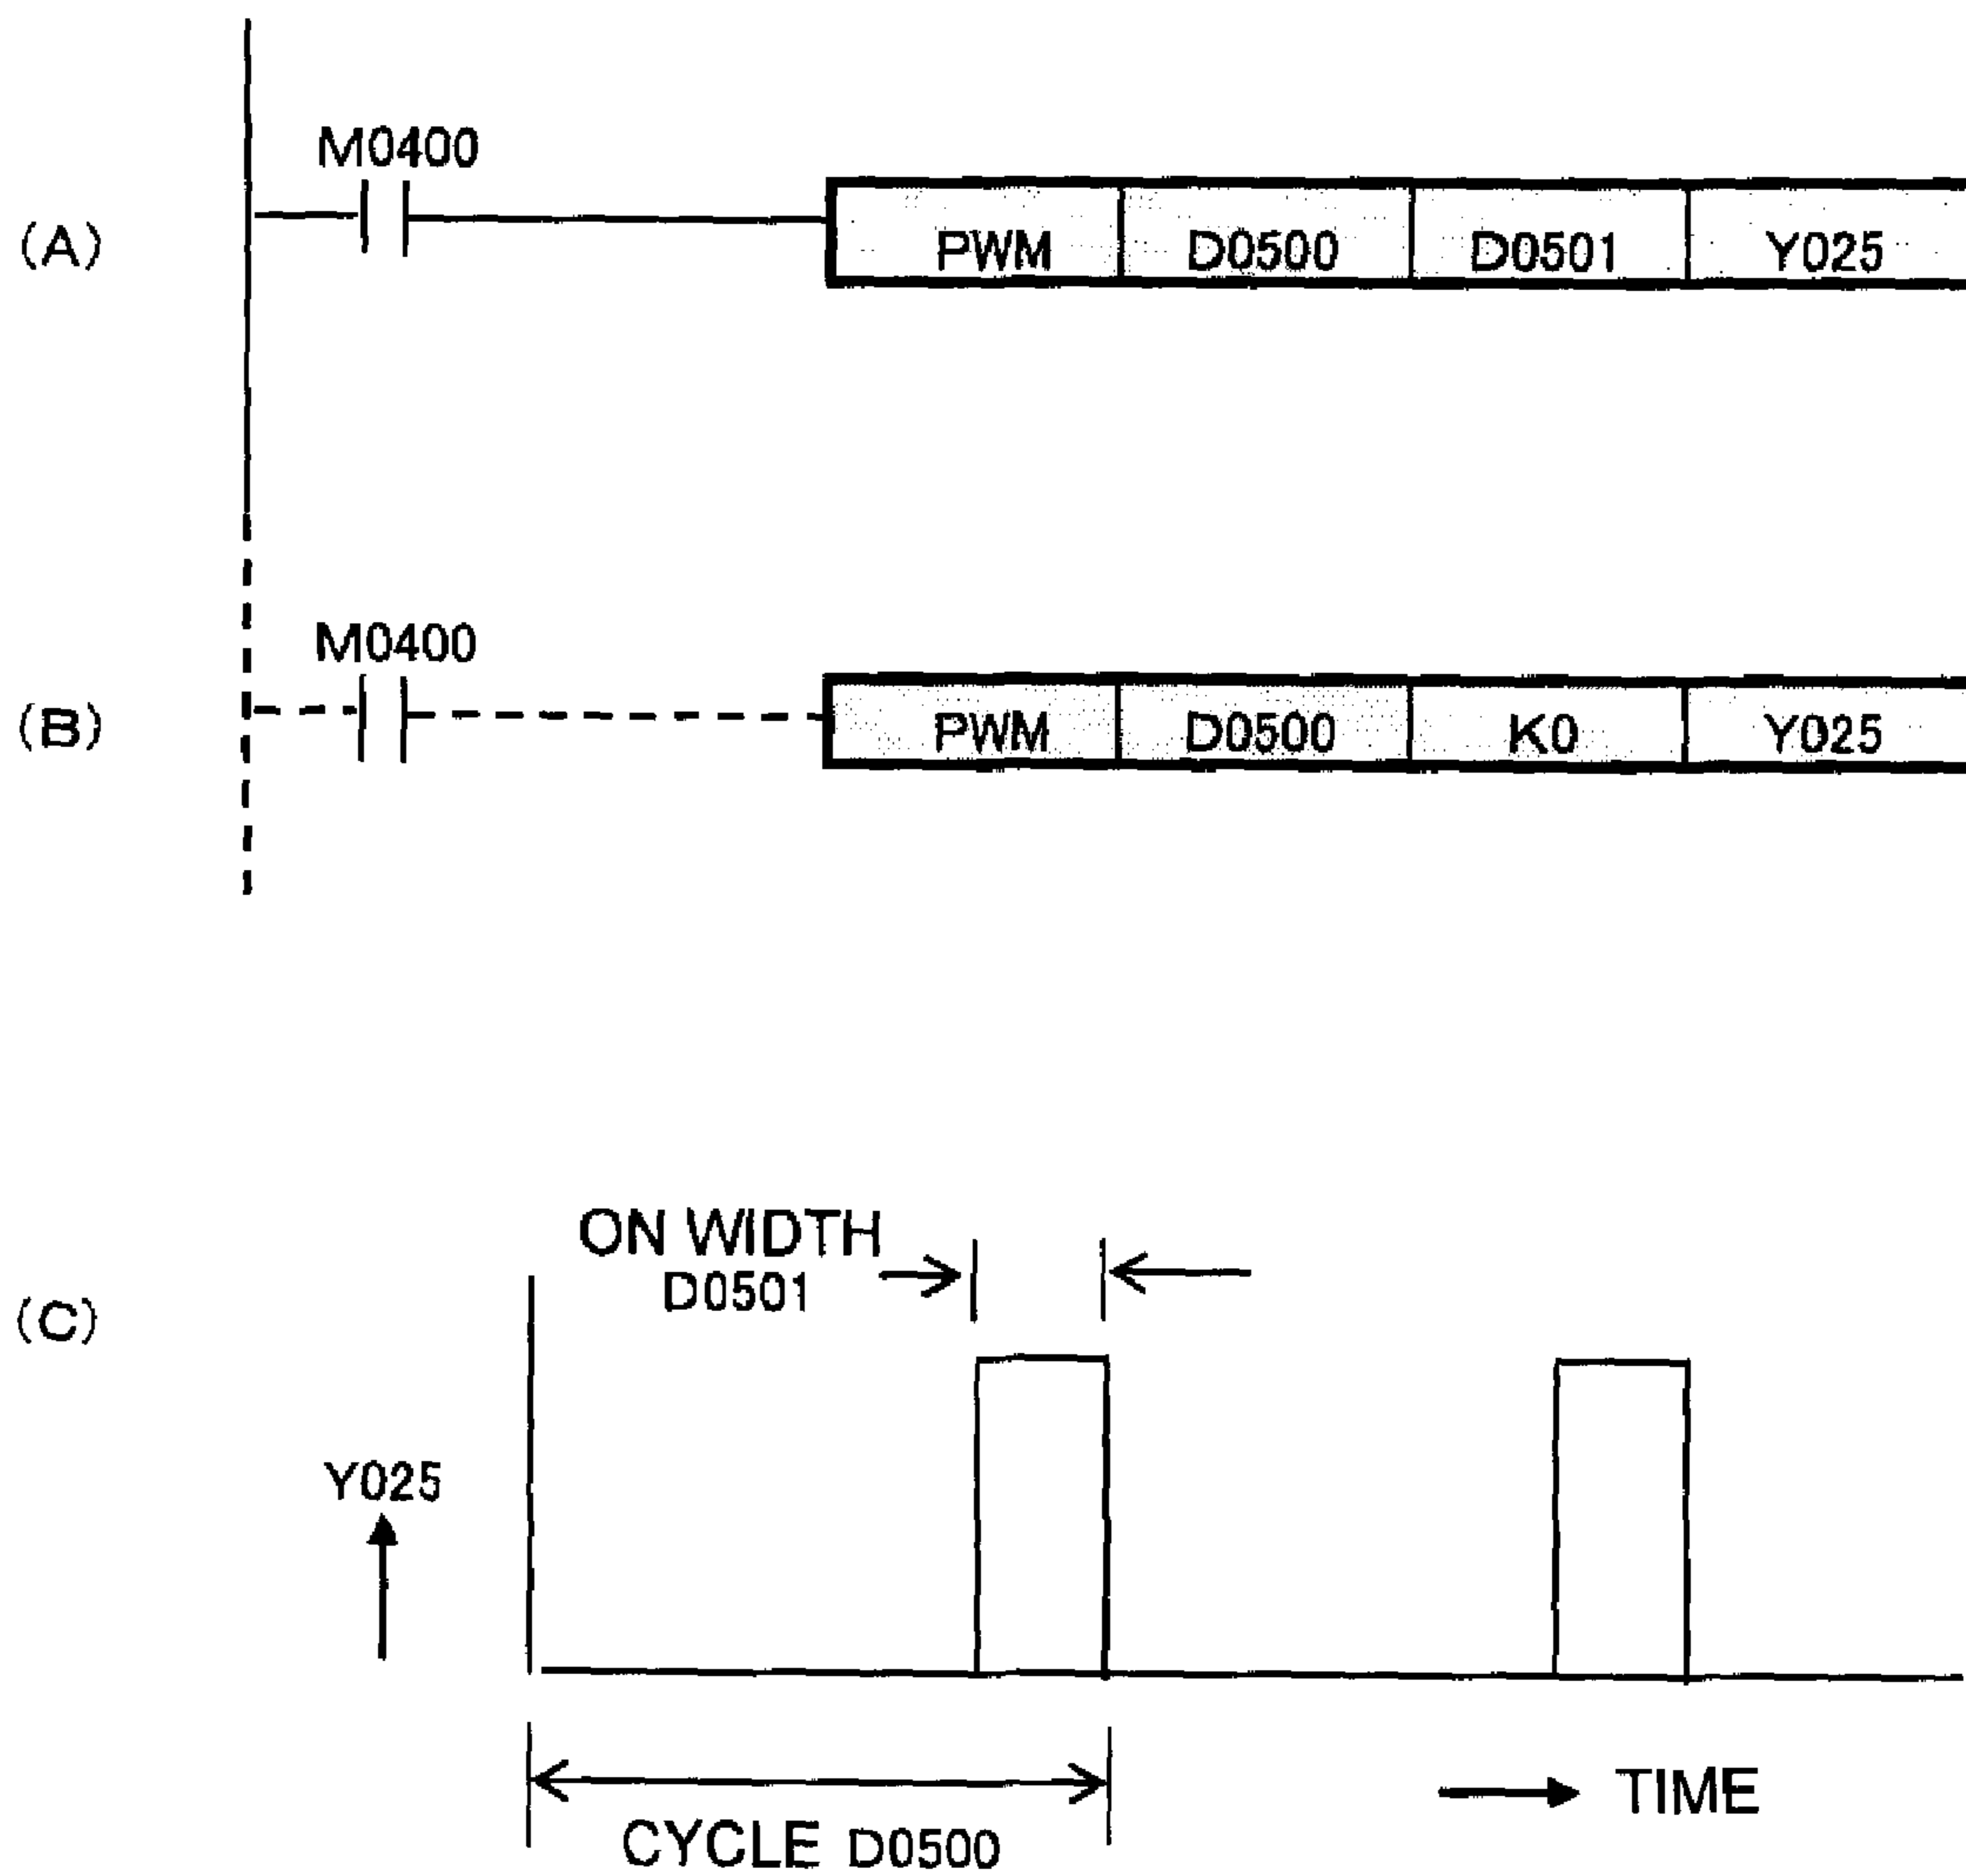 M0400
(A) PWM D0500 D0501 Y025
M0400
(B) PWM D0500 K0 Y025
ON WIDTH
D0501
(C)
Y025
TIME
CYCLE D0500